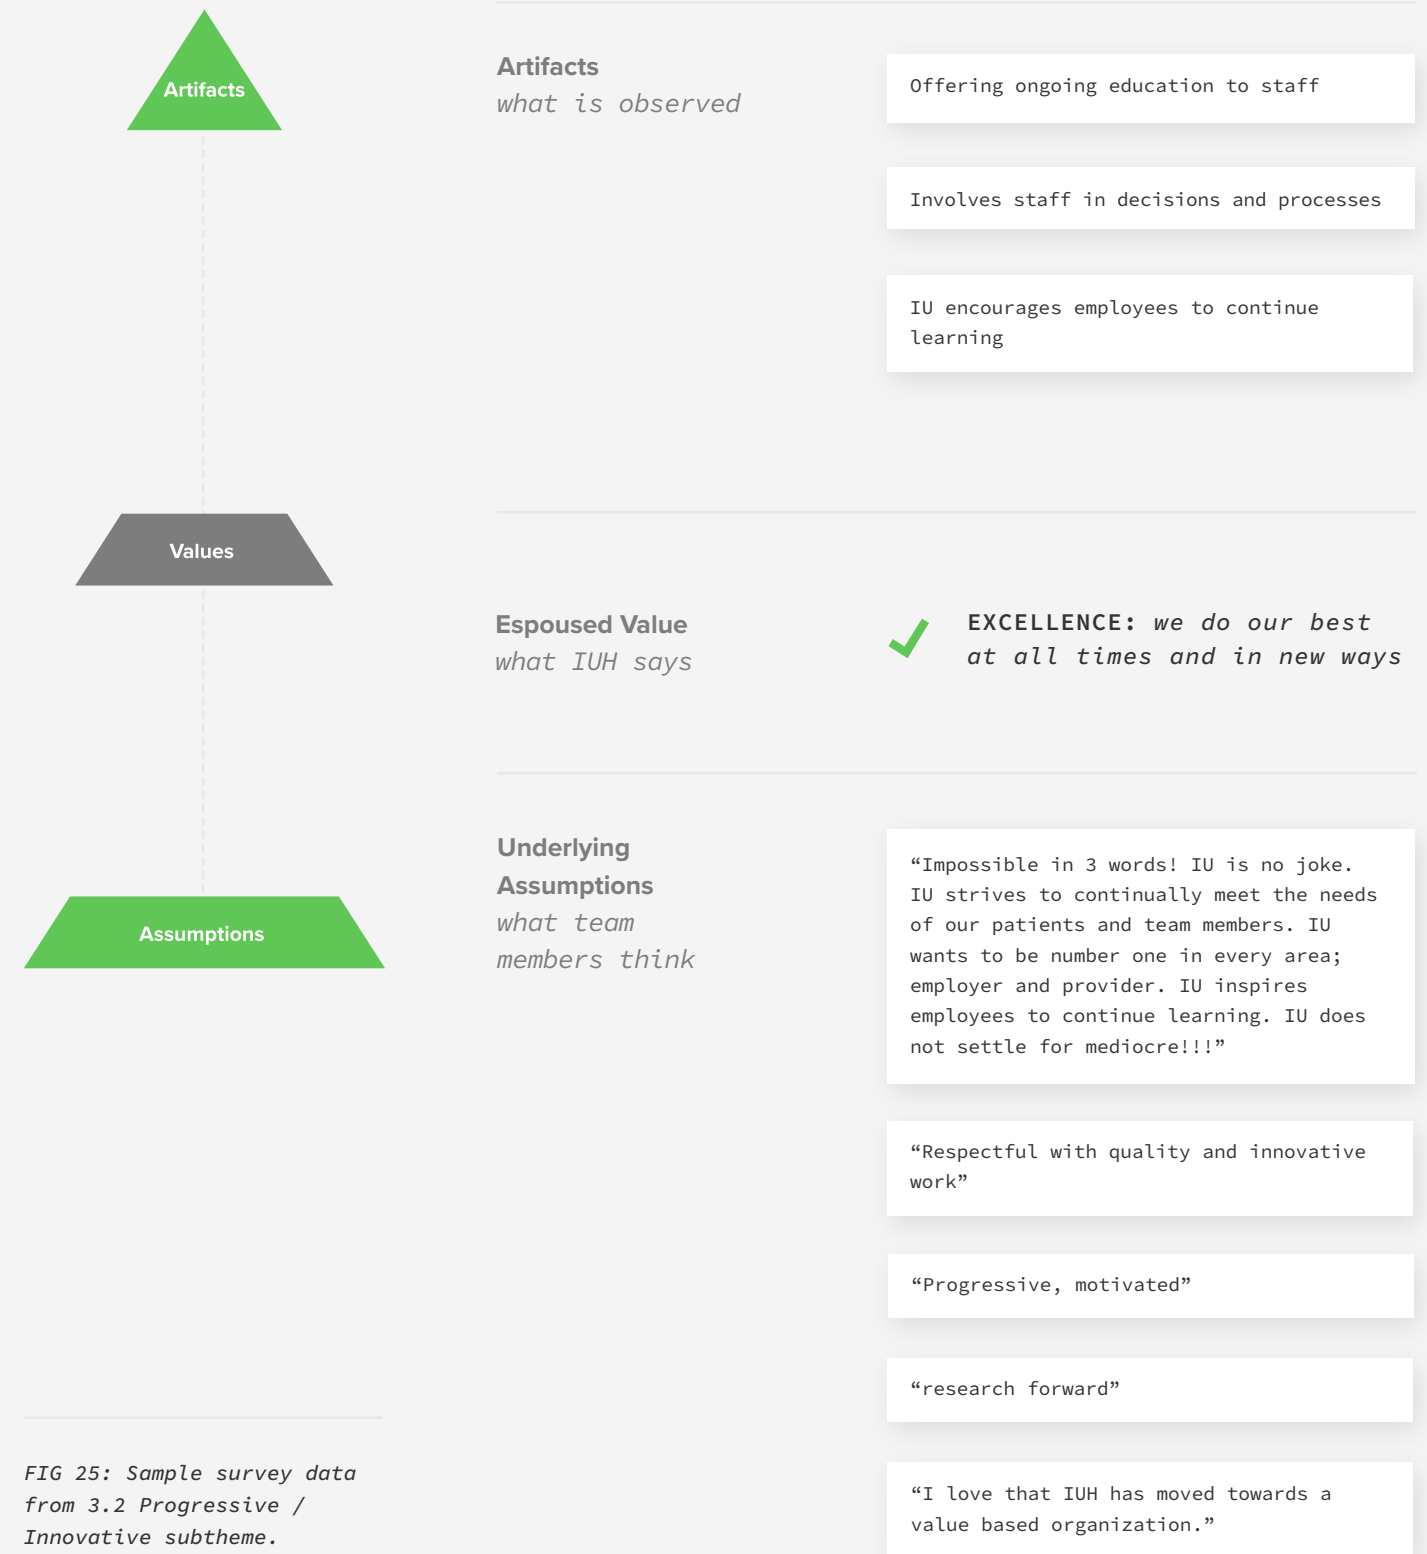 Artifacts
Artifacts
what is observed
Offering ongoing education to staff
Involves staff in decisions and processes
IU encourages employees to continue
learning
Values
Espoused Value
what IUH says
EXCELLENCE: we do our best
at all times and in new ways
Assumptions
Underlying
Assumptions
what team
members think
“Impossible in 3 words! IU is no joke.
IU strives to continually meet the needs
of our patients and team members. IU
wants to be number one in every area;
employer and provider. IU inspires
employees to continue learning. IU does
not settle for mediocre!!!”
“Respectful with quality and innovative
work”
“Progressive, motivated”
“research forward”
“I love that IUH has moved towards a
value based organization.”
FIG 25: Sample survey data
from 3.2 Progressive /
Innovative subtheme.